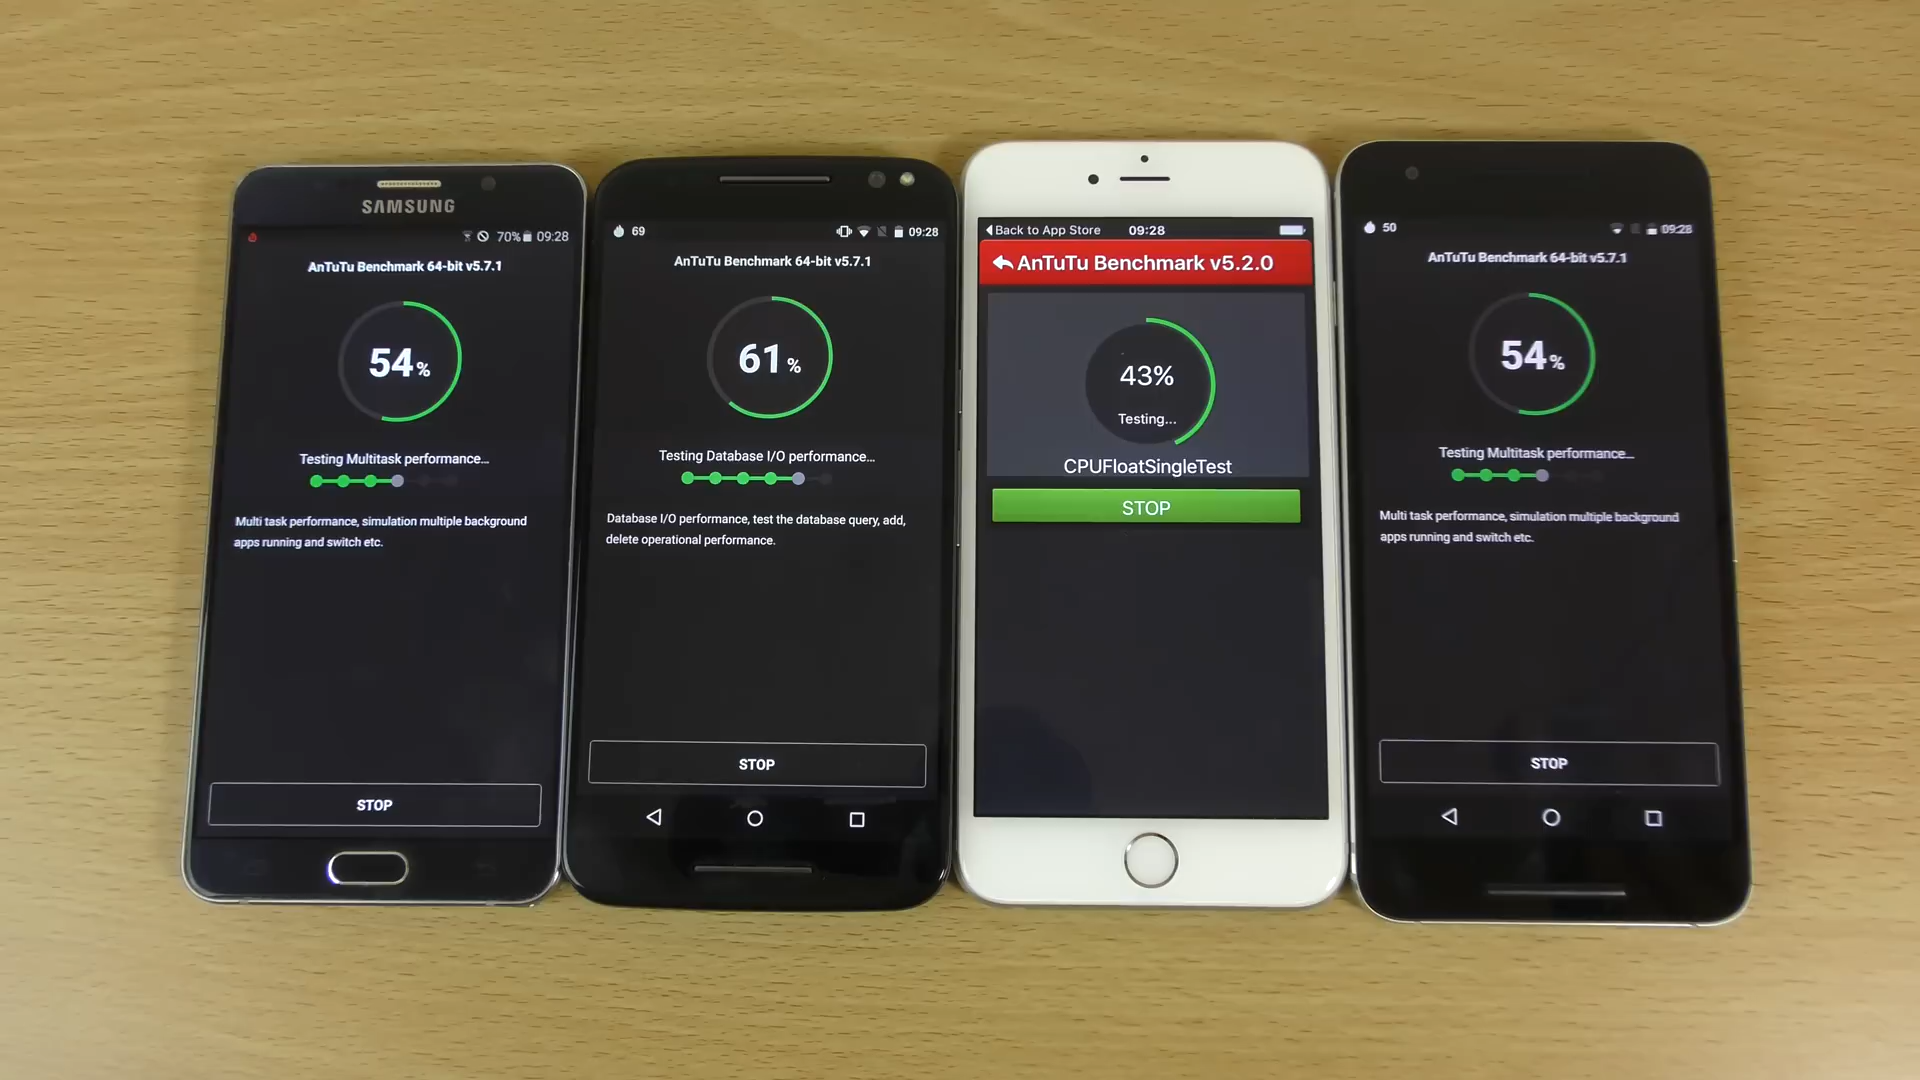 SAMSUNG
70% 09:28
AnTuTu Benchmark 64-bit v5.7.1
54%
Testing Multitask performance...
Multi task performance, simulation multiple background
apps running and switch etc.
STOP
69
09:28
AnTuTu Benchmark 64-bit v5.7.1
61 %
Testing Database I/O performance...
Database I/O performance, test the database query, add,
delete operational performance.
STOP
Back to App Store 09:28
AnTuTu Benchmark v5.2.0
43%
Testing...
CPUFloatSingleTest
STOP
50
09:28
AnTuTu Benchmark 64-bit v5.7.1
54%
Testing Multitask performance...
Multi task performance, simulation multiple background
apps running and switch etc.
STOP